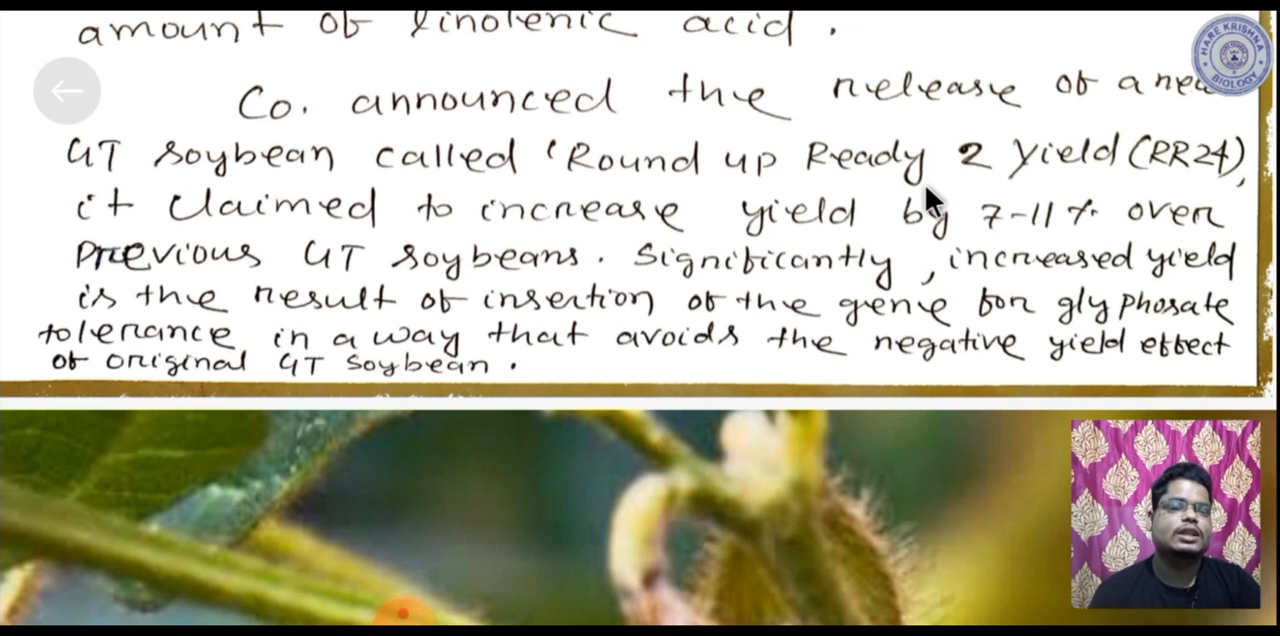 amount of linolenic acid.
Co. announced the release of a new
GT soybean called 'Round up Ready 2 Yield (RR24),
it claimed to increase yield by 7-11% over
Previous GT soybeans. Significantly, increased yield
is the result of insertion of the gene for glyphosate
tolerance in a way that avoids the negative yield effect
of original GT soybean.
HARE KRISHNA
BIOLOGY